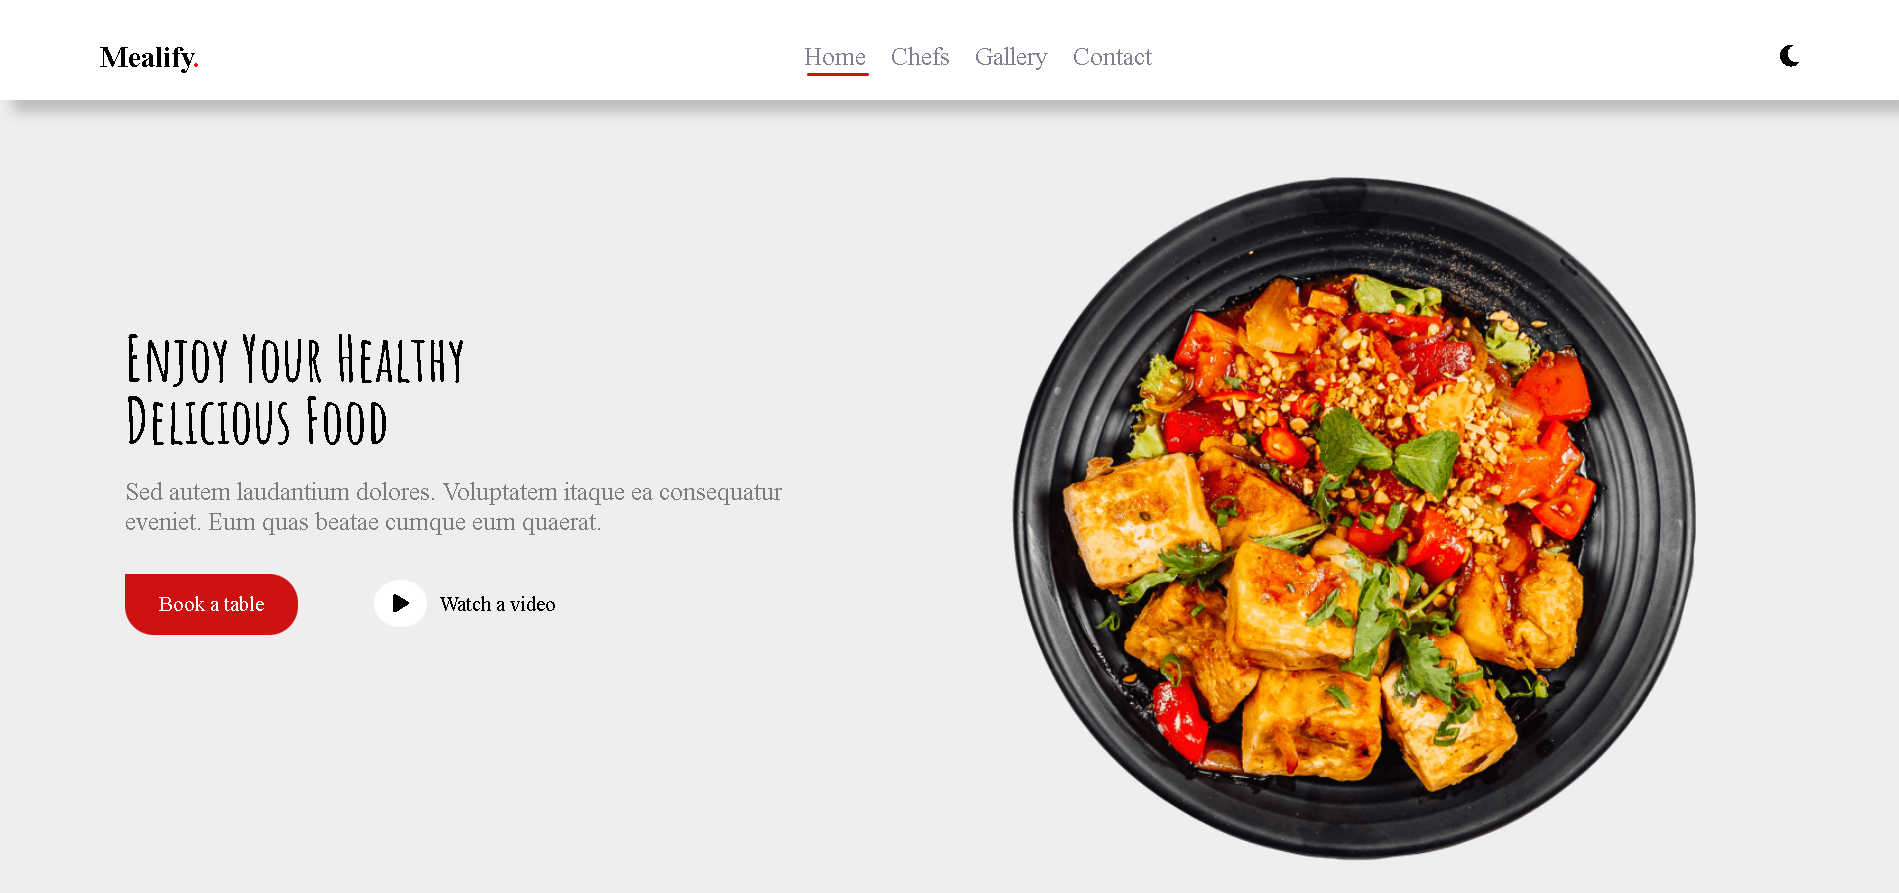 Mealify.
Home Chefs Gallery Contact
Enjoy Your Healthy
Delicious Food
Sed autem laudantium dolores. Voluptatem itaque ea consequatur
eveniet. Eum quas beatae cumque eum quaerat.
Book a table
Watch a video